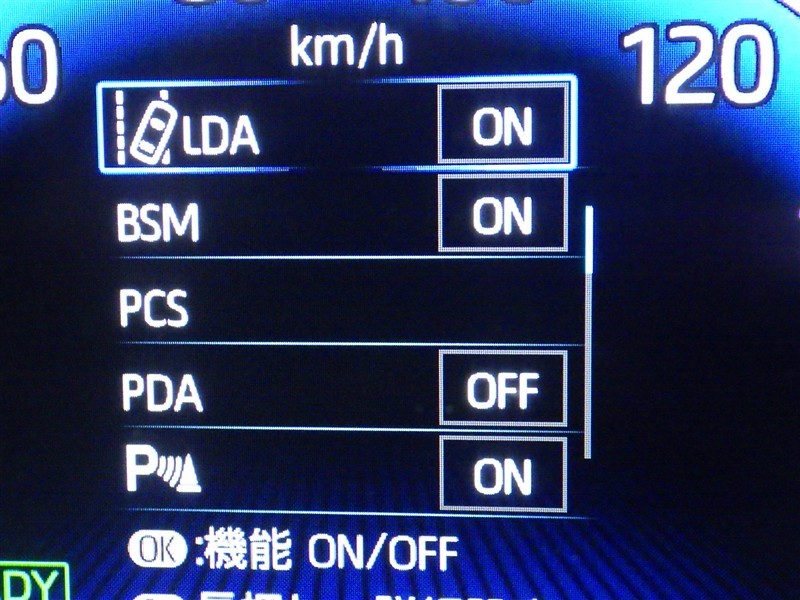 km/h
120
LDA ON
BSM ON
PCS
PDA OFF
P ON
OK :機能 ON/OFF